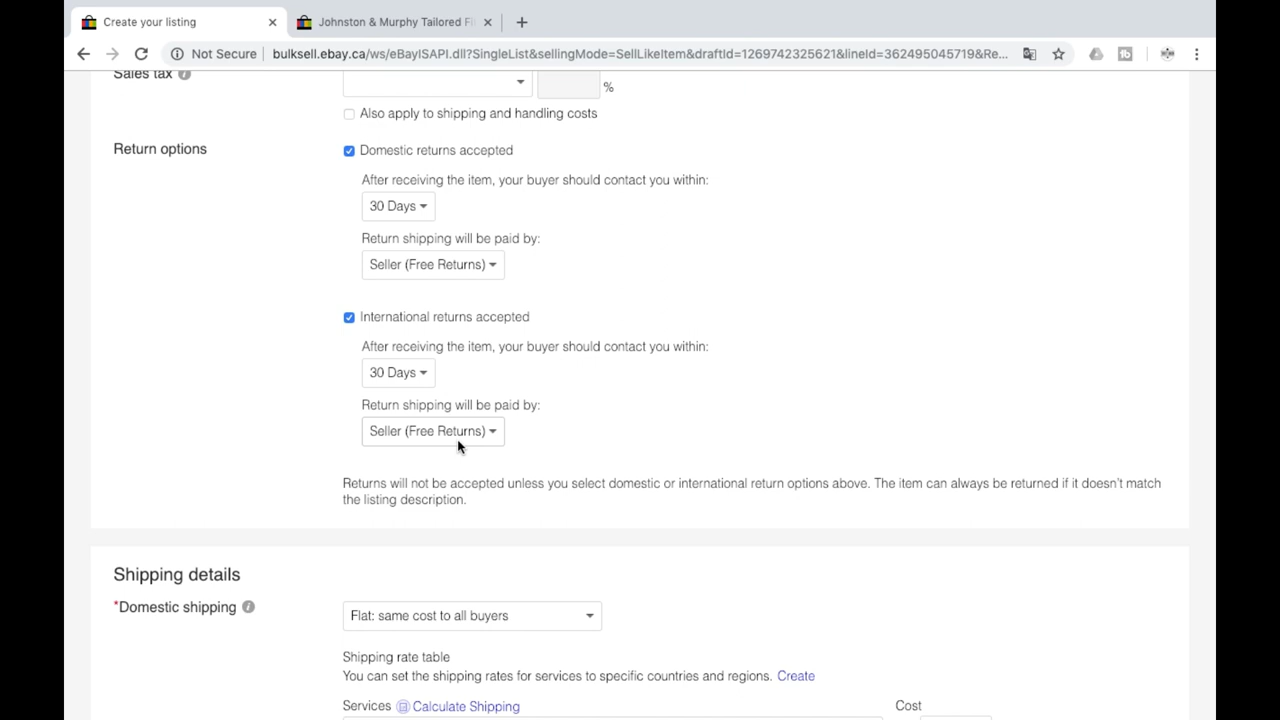 Create your listing
Johnston & Murphy Tailored Fi
Not Secure
bulksell.ebay.ca/ws/eBayISAPI.dll?SingleList&sellingMode=SellLikeItem&draftId=1269742325621&lineId=362495045719&Re...
Sales tax
%
Also apply to shipping and handling costs
Return options
Domestic returns accepted
After receiving the item, your buyer should contact you within:
30 Days
Return shipping will be paid by:
Seller (Free Returns)
International returns accepted
After receiving the item, your buyer should contact you within:
30 Days
Return shipping will be paid by:
Seller (Free Returns)
Returns will not be accepted unless you select domestic or international return options above. The item can always be returned if it doesn't match
the listing description.
Shipping details
*Domestic shipping
Flat: same cost to all buyers
Shipping rate table
You can set the shipping rates for services to specific countries and regions. Create
Services Calculate Shipping
Cost